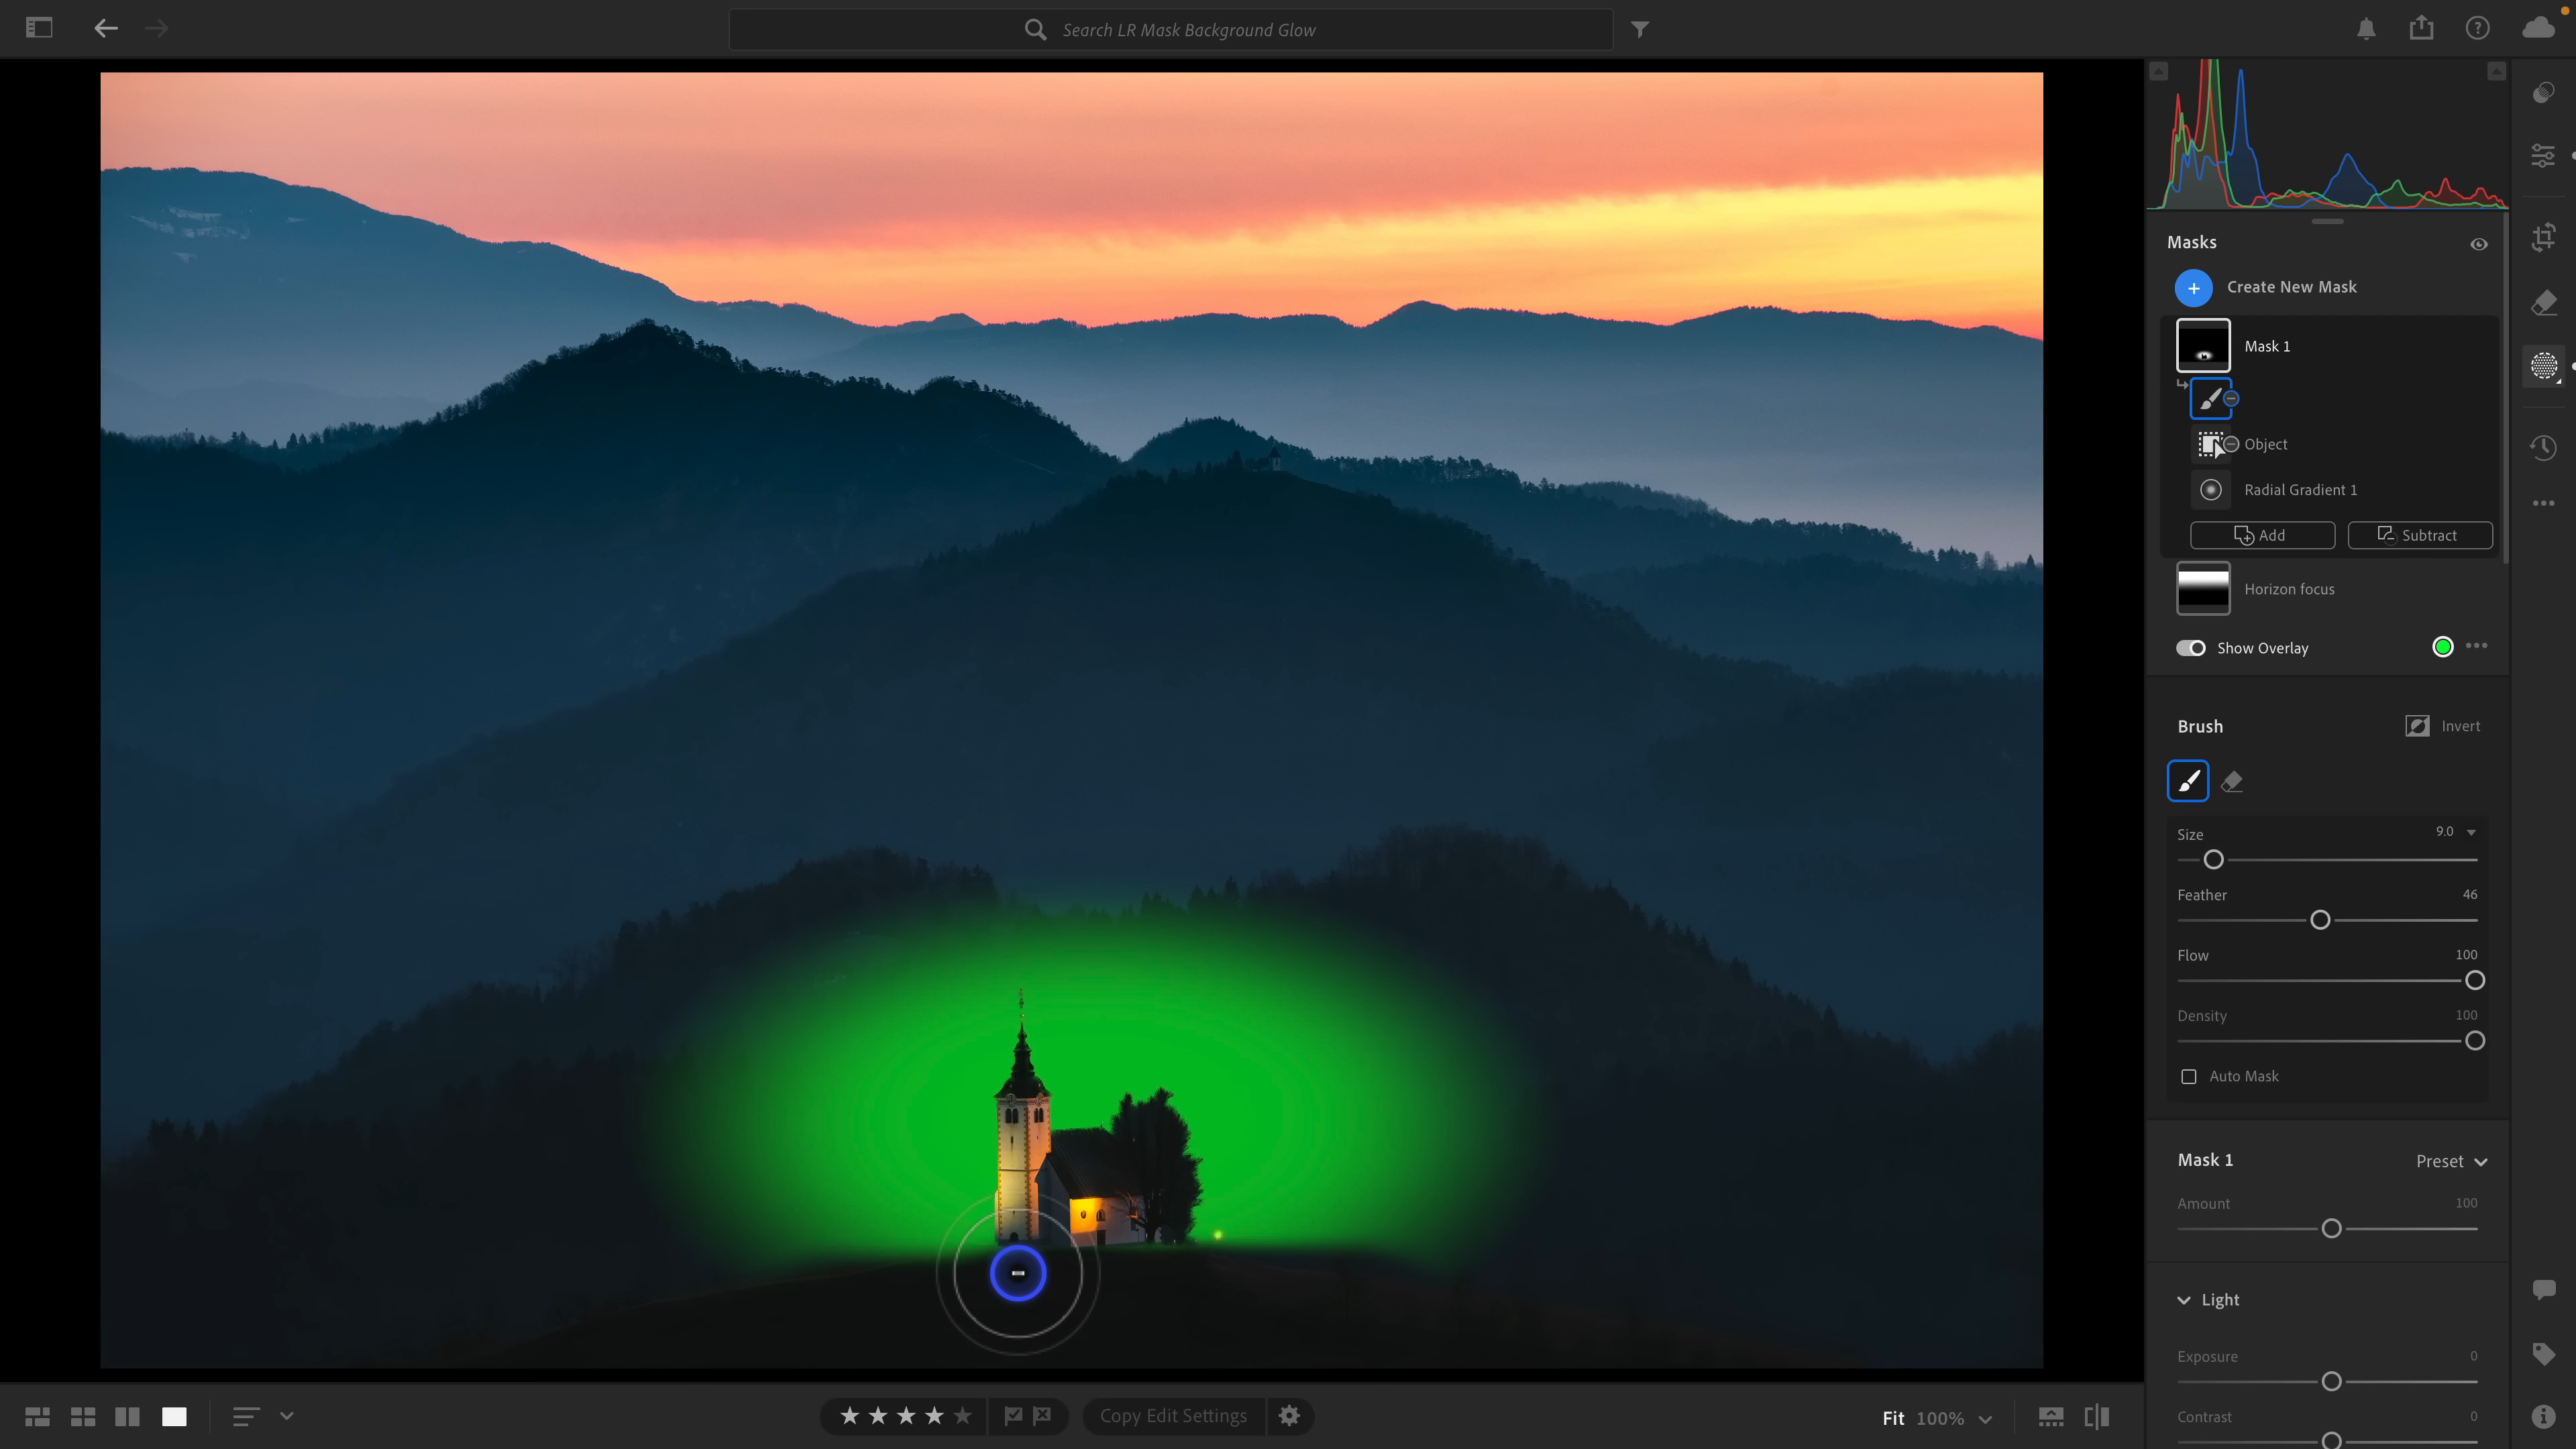 Search LR Mask Background Glow
Masks
Create New Mask
Mask 1
Object
Radial Gradient 1
Add Subtract
Horizon focus
Show Overlay
Brush Invert
Size 9.0
Feather 46
Flow 100
Density 100
Auto Mask
Mask 1 Preset
Amount 100
Light
Exposure 0
Contrast 0
Copy Edit Settings
Fit 100%